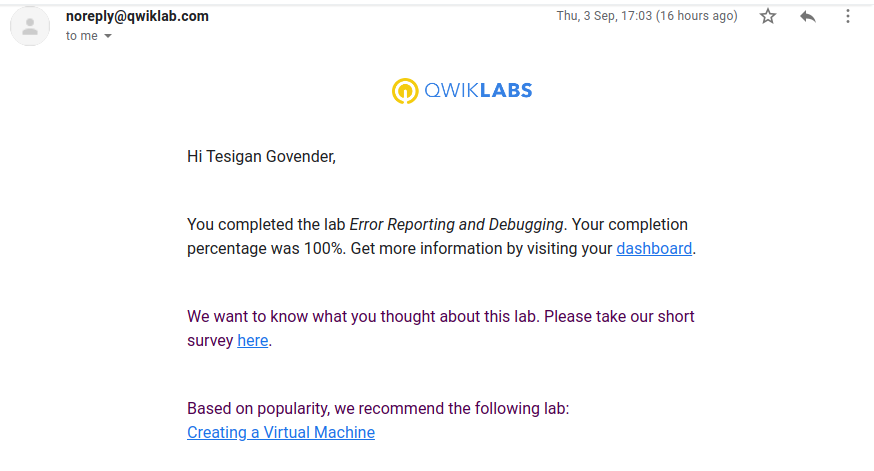 noreply@qwiklab.com
Thu, 3 Sep, 17:03 (16 hours ago)
to me
QWIKLABS
Hi Tesigan Govender,
You completed the lab Error Reporting and Debugging. Your completion
percentage was 100%. Get more information by visiting your dashboard.
We want to know what you thought about this lab. Please take our short
survey here.
Based on popularity, we recommend the following lab:
Creating a Virtual Machine